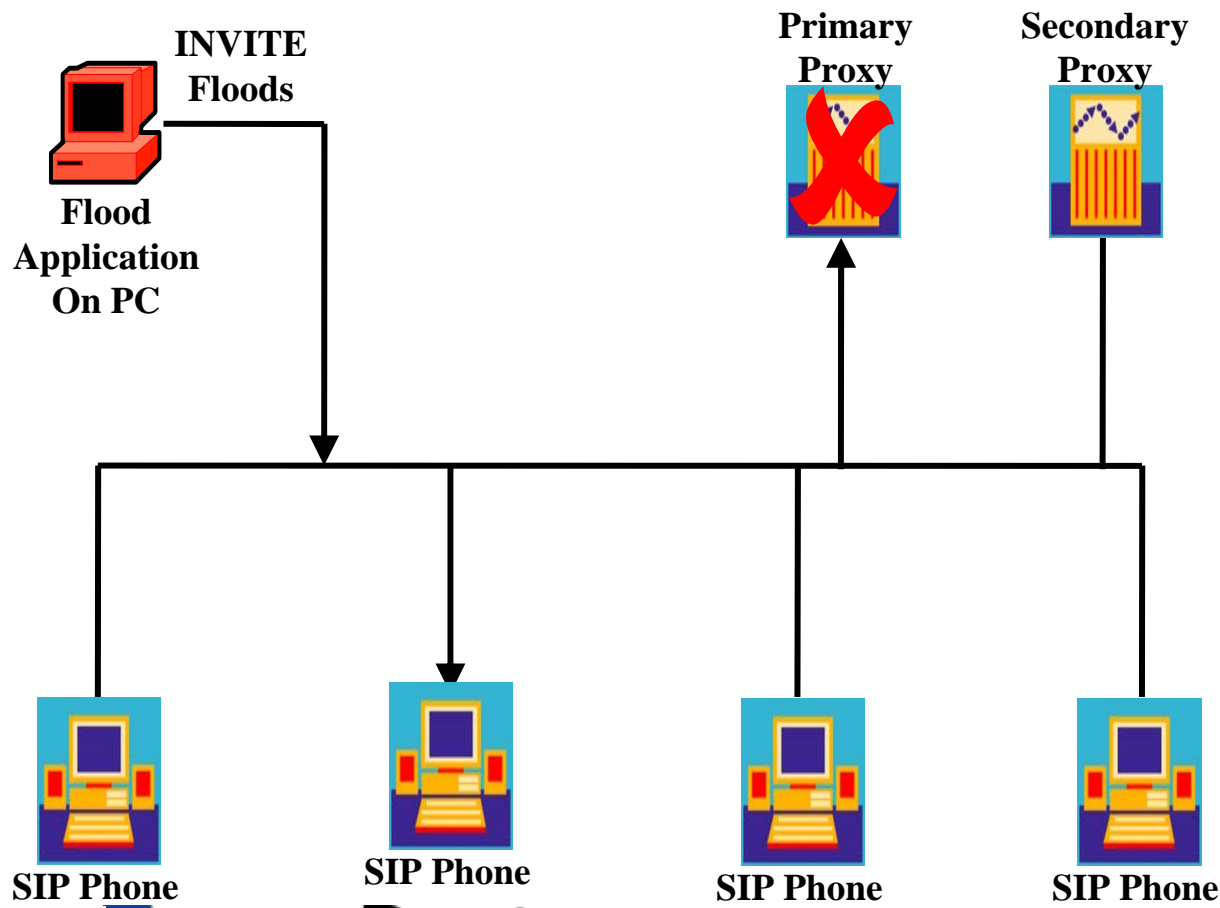 INVITE
Floods
Primary
Proxy
Secondary
Proxy
Flood
Application
On PC
SIP Phone
SIP Phone
SIP Phone
SIP Phone